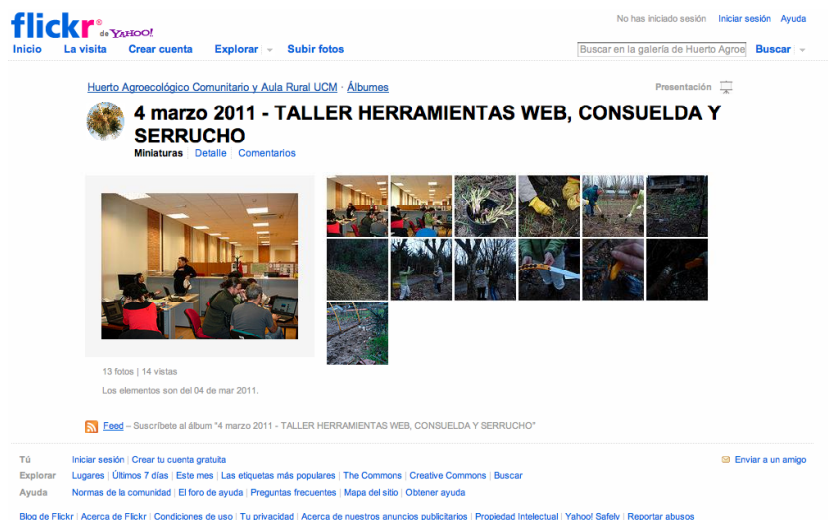 flickr® de YAHOO!
No has iniciado sesión Iniciar sesión Ayuda
Inicio La visita Crear cuenta Explorar Subir fotos
Buscar en la galería de Huerto Agroe Buscar
Huerto Agroecológico Comunitario y Aula Rural UCM · Álbumes
Presentación
4 marzo 2011 - TALLER HERRAMIENTAS WEB, CONSUELDA Y
SERRUCHO
Miniaturas Detalle Comentarios
13 fotos | 14 vistas
Los elementos son del 04 de mar 2011.
Feed – Suscríbete al álbum "4 marzo 2011 - TALLER HERRAMIENTAS WEB, CONSUELDA Y SERRUCHO"
Tú Iniciar sesión | Crear tu cuenta gratuita
Enviar a un amigo
Explorar Lugares | Últimos 7 días | Este mes | Las etiquetas más populares | The Commons | Creative Commons | Buscar
Ayuda Normas de la comunidad | El foro de ayuda | Preguntas frecuentes | Mapa del sitio | Obtener ayuda
Blog de Flickr | Acerca de Flickr | Condiciones de uso | Tu privacidad | Acerca de nuestros anuncios publicitarios | Propiedad Intelectual | Yahoo! Safely | Reportar abusos